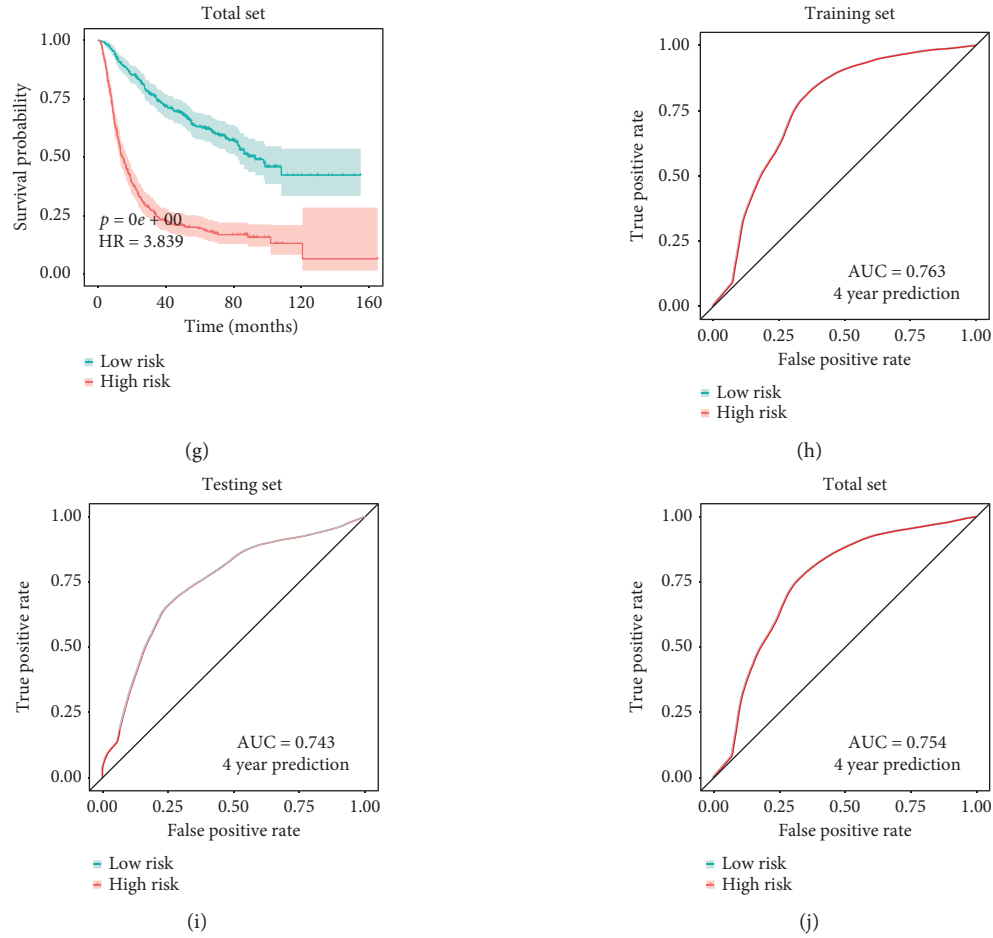 Total set
Survival probability
1.00
0.75
0.50
0.25
0.00
p = 0e + 00
HR = 3.839
0 40 80 120 160
Time (months)
Low risk
High risk
(g)
Training set
True positive rate
1.00
0.75
0.50
0.25
0.00
AUC = 0.763
4 year prediction
0.00 0.25 0.50 0.75 1.00
False positive rate
Low risk
High risk
(h)
Testing set
True positive rate
1.00
0.75
0.50
0.25
0.00
AUC = 0.743
4 year prediction
0.00 0.25 0.50 0.75 1.00
False positive rate
Low risk
High risk
(i)
Total set
True positive rate
1.00
0.75
0.50
0.25
0.00
AUC = 0.754
4 year prediction
0.00 0.25 0.50 0.75 1.00
False positive rate
Low risk
High risk
(j)